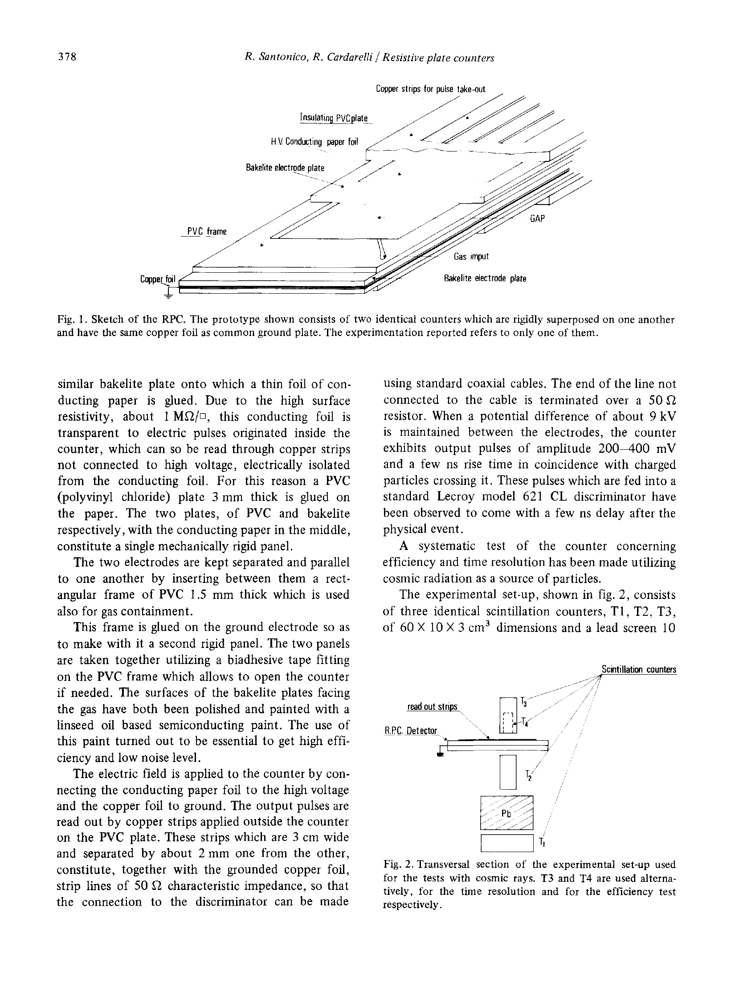 378
R. Santonico, R. Cardarelli / Resistive plate counters
Copper strips for pulse take-out
Insulating PVC plate
H.V. Conducting paper foil
Bakelite electrode plate
PVC frame
GAP
Gas imput
Copper foil
Bakelite electrode plate
Fig. 1. Sketch of the RPC. The prototype shown consists of two identical counters which are rigidly superposed on one another
and have the same copper foil as common ground plate. The experimentation reported refers to only one of them.
similar bakelite plate onto which a thin foil of con-
ducting paper is glued. Due to the high surface
resistivity, about 1 MΩ/□, this conducting foil is
transparent to electric pulses originated inside the
counter, which can so be read through copper strips
not connected to high voltage, electrically isolated
from the conducting foil. For this reason a PVC
(polyvinyl chloride) plate 3 mm thick is glued on
the paper. The two plates, of PVC and bakelite
respectively, with the conducting paper in the middle,
constitute a single mechanically rigid panel.
The two electrodes are kept separated and parallel
to one another by inserting between them a rect-
angular frame of PVC 1.5 mm thick which is used
also for gas containment.
This frame is glued on the ground electrode so as
to make with it a second rigid panel. The two panels
are taken together utilizing a biadhesive tape fitting
on the PVC frame which allows to open the counter
if needed. The surfaces of the bakelite plates facing
the gas have both been polished and painted with a
linseed oil based semiconducting paint. The use of
this paint turned out to be essential to get high effi-
ciency and low noise level.
The electric field is applied to the counter by con-
necting the conducting paper foil to the high voltage
and the copper foil to ground. The output pulses are
read out by copper strips applied outside the counter
on the PVC plate. These strips which are 3 cm wide
and separated by about 2 mm one from the other,
constitute, together with the grounded copper foil,
strip lines of 50 Ω characteristic impedance, so that
the connection to the discriminator can be made
using standard coaxial cables. The end of the line not
connected to the cable is terminated over a 50 Ω
resistor. When a potential difference of about 9 kV
is maintained between the electrodes, the counter
exhibits output pulses of amplitude 200–400 mV
and a few ns rise time in coincidence with charged
particles crossing it. These pulses which are fed into a
standard Lecroy model 621 CL discriminator have
been observed to come with a few ns delay after the
physical event.
A systematic test of the counter concerning
efficiency and time resolution has been made utilizing
cosmic radiation as a source of particles.
The experimental set-up, shown in fig. 2, consists
of three identical scintillation counters, T1, T2, T3,
of 60 X 10 X 3 cm³ dimensions and a lead screen 10
Scintillation counters
T3
read out strips
T4
R.P.C. Detector
T2
Pb
T1
Fig. 2. Transversal section of the experimental set-up used
for the tests with cosmic rays. T3 and T4 are used alterna-
tively, for the time resolution and for the efficiency test
respectively.